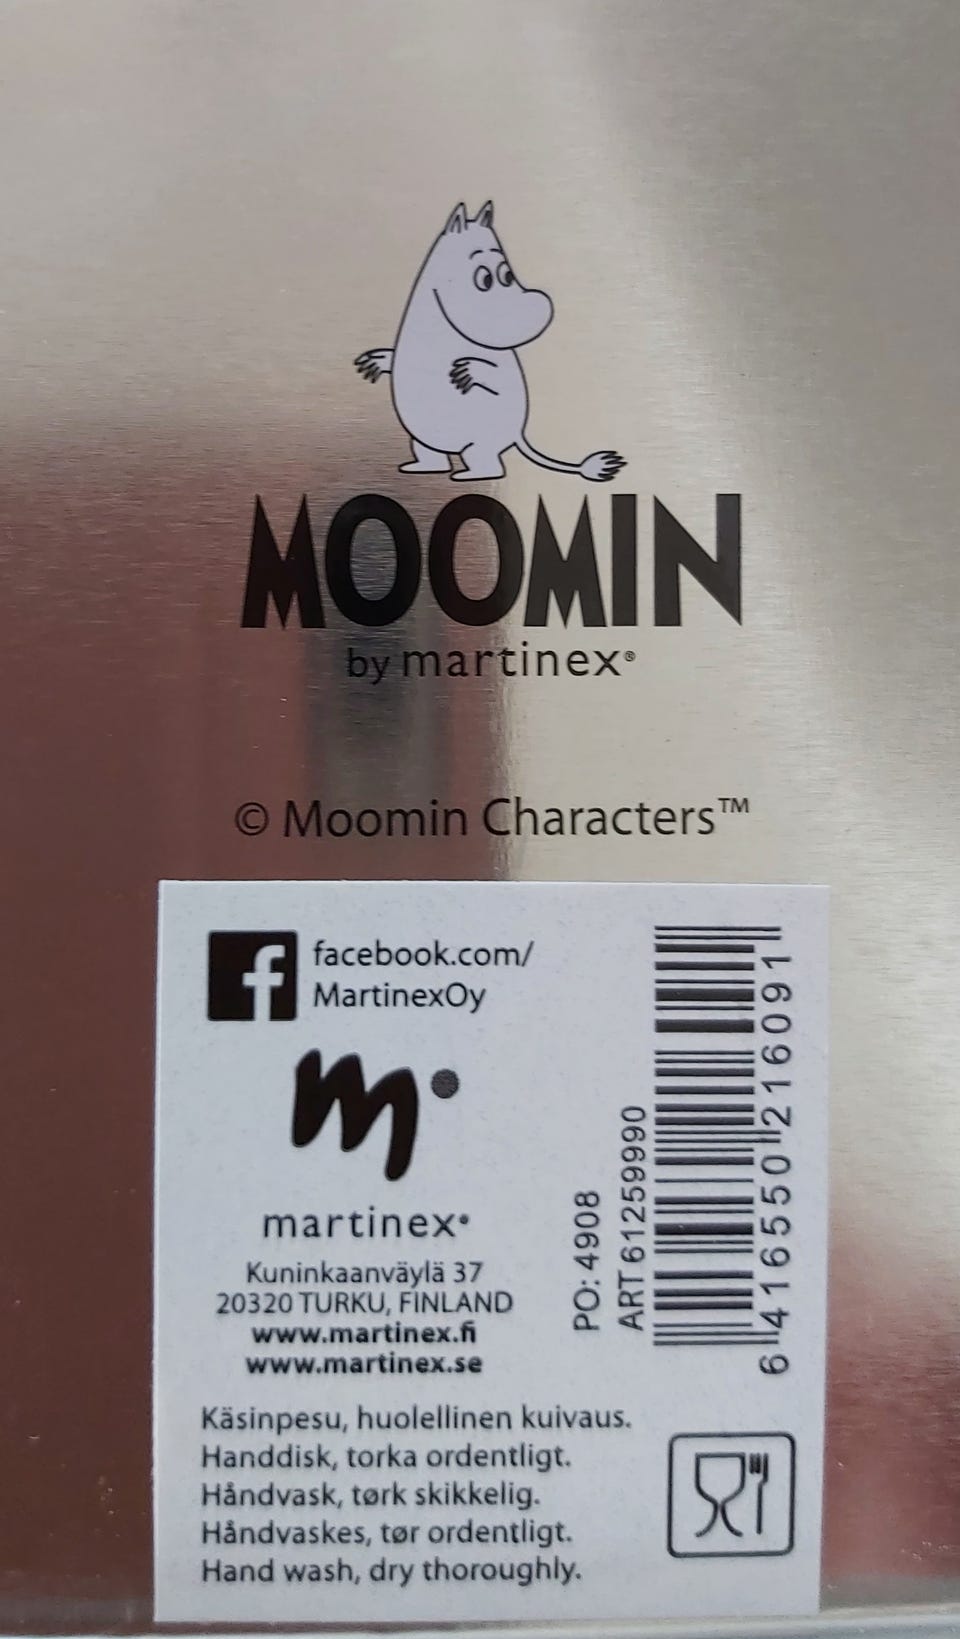 MOOMIN
by martinex®
© Moomin Characters™
f facebook.com/
MartinexOy
m
martinex®
Kuninkaanväylä 37
20320 TURKU, FINLAND
www.martinex.fi
www.martinex.se
PO: 4908
ART 61259990
6 416550 216091
Käsinpesu, huolellinen kuivaus.
Handdisk, torka ordentligt.
Håndvask, tørk skikkelig.
Håndvaskes, tør ordentligt.
Hand wash, dry thoroughly.